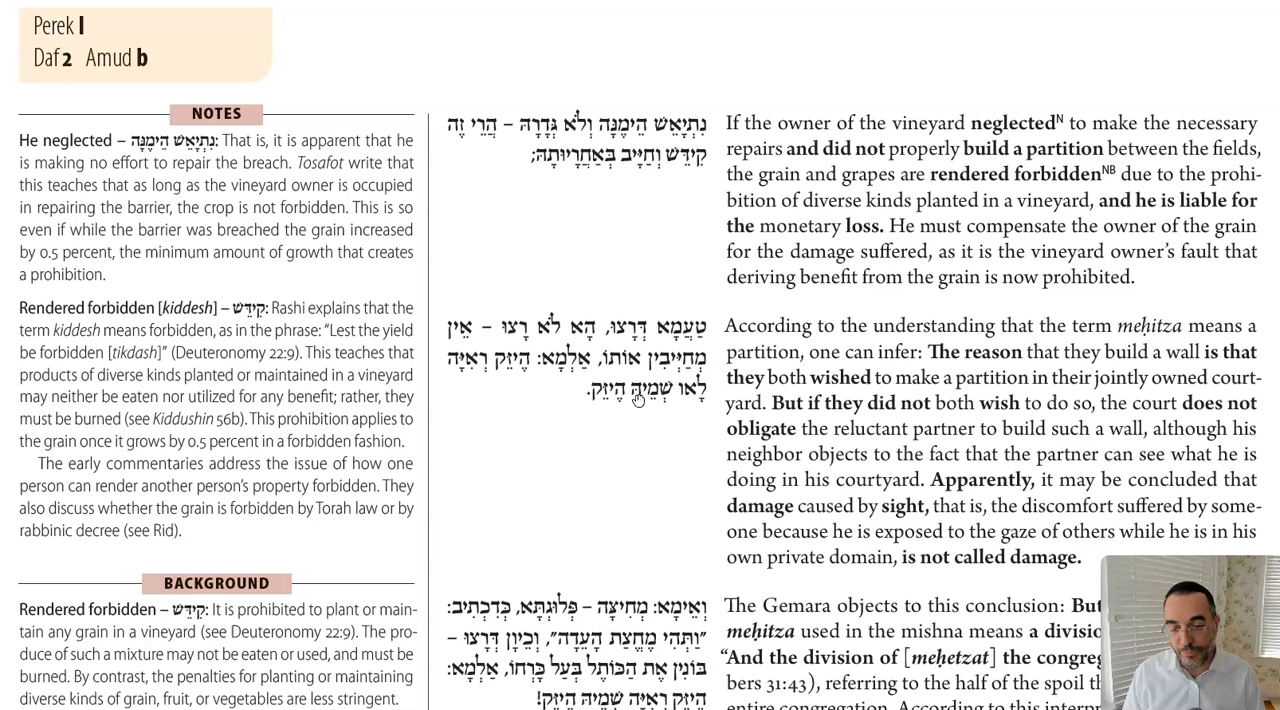 Perek I
Daf 2 Amud b
NOTES
He neglected – נִתְיָאֵשׁ הֵימֶנָּה: That is, it is apparent that he
is making no effort to repair the breach. Tosafot write that
this teaches that as long as the vineyard owner is occupied
in repairing the barrier, the crop is not forbidden. This is so
even if while the barrier was breached the grain increased
by 0.5 percent, the minimum amount of growth that creates
a prohibition.
Rendered forbidden [kiddesh] – קִידֵּשׁ: Rashi explains that the
term kiddesh means forbidden, as in the phrase: “Lest the yield
be forbidden [tikdash]” (Deuteronomy 22:9). This teaches that
products of diverse kinds planted or maintained in a vineyard
may neither be eaten nor utilized for any benefit; rather, they
must be burned (see Kiddushin 56b). This prohibition applies to
the grain once it grows by 0.5 percent in a forbidden fashion.
The early commentaries address the issue of how one
person can render another person’s property forbidden. They
also discuss whether the grain is forbidden by Torah law or by
rabbinic decree (see Rid).
BACKGROUND
Rendered forbidden – קִידֵּשׁ: It is prohibited to plant or main-
tain any grain in a vineyard (see Deuteronomy 22:9). The pro-
duce of such a mixture may not be eaten or used, and must be
burned. By contrast, the penalties for planting or maintaining
diverse kinds of grain, fruit, or vegetables are less stringent.
נִתְיָאֵשׁ הֵימֶנָּה וְלֹא גְּדָרָהּ – הֲרֵי זֶה
קִידֵּשׁ וְחַיָּיב בְּאַחֲרָיוּתָהּ;
טַעֲמָא דְּרָצוּ, הָא לֹא רָצוּ – אֵין
מְחַיְּיבִין אוֹתוֹ, אַלְמָא: הֶיזֵּק רְאִיָּה
לָאו שְׁמֵיהּ הֶיזֵּק.
וְאֵימָא: מְחִיצָּה – פְּלוּגְתָּא, כְּדִכְתִיב:
״וַתְּהִי מֶחֱצַת הָעֵדָה״, וְכֵיוָן דְּרָצוּ –
בּוֹנִין אֶת הַכּוֹתֶל בְּעַל כׇּרְחוֹ, אַלְמָא:
הֶיזֵּק רְאִיָּה שְׁמֵיהּ הֶיזֵּק!
If the owner of the vineyard neglectedN to make the necessary
repairs and did not properly build a partition between the fields,
the grain and grapes are rendered forbiddenNB due to the prohi-
bition of diverse kinds planted in a vineyard, and he is liable for
the monetary loss. He must compensate the owner of the grain
for the damage suffered, as it is the vineyard owner’s fault that
deriving benefit from the grain is now prohibited.
According to the understanding that the term meḥitza means a
partition, one can infer: The reason that they build a wall is that
they both wished to make a partition in their jointly owned court-
yard. But if they did not both wish to do so, the court does not
obligate the reluctant partner to build such a wall, although his
neighbor objects to the fact that the partner can see what he is
doing in his courtyard. Apparently, it may be concluded that
damage caused by sight, that is, the discomfort suffered by some-
one because he is exposed to the gaze of others while he is in his
own private domain, is not called damage.
The Gemara objects to this conclusion:
meḥitza used in the mishna means a
“And the division of [meḥetzat] the
bers 31:43), referring to the half of the spoil
entire congregation. According to this